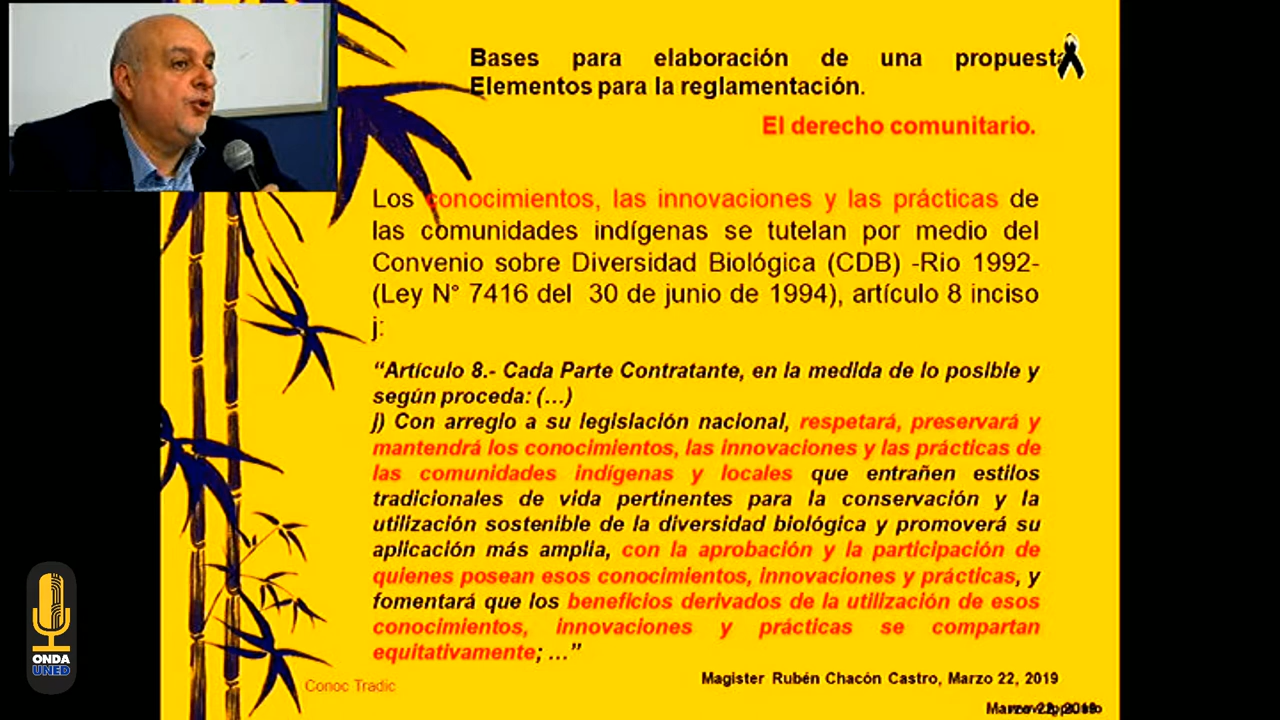 Bases para elaboración de una propuesta
Elementos para la reglamentación.
El derecho comunitario.
Los conocimientos, las innovaciones y las prácticas de
las comunidades indígenas se tutelan por medio del
Convenio sobre Diversidad Biológica (CDB) -Rio 1992-
(Ley N° 7416 del 30 de junio de 1994), artículo 8 inciso
j:
“Artículo 8.- Cada Parte Contratante, en la medida de lo posible y
según proceda: (…)
j) Con arreglo a su legislación nacional, respetará, preservará y
mantendrá los conocimientos, las innovaciones y las prácticas de
las comunidades indígenas y locales que entrañen estilos
tradicionales de vida pertinentes para la conservación y la
utilización sostenible de la diversidad biológica y promoverá su
aplicación más amplia, con la aprobación y la participación de
quienes posean esos conocimientos, innovaciones y prácticas, y
fomentará que los beneficios derivados de la utilización de esos
conocimientos, innovaciones y prácticas se compartan
equitativamente; …”
Conoc Tradic
Magister Rubén Chacón Castro, Marzo 22, 2019
ONDA
UNED